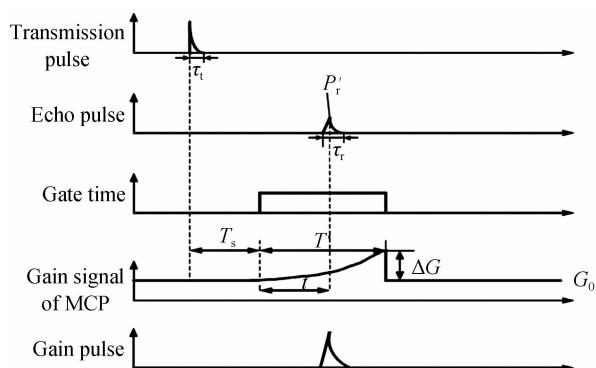 Transmission
pulse
τt
P′r
Echo pulse
τr
Gate time
Ts
T
ΔG
Gain signal
of MCP
t
G0
Gain pulse